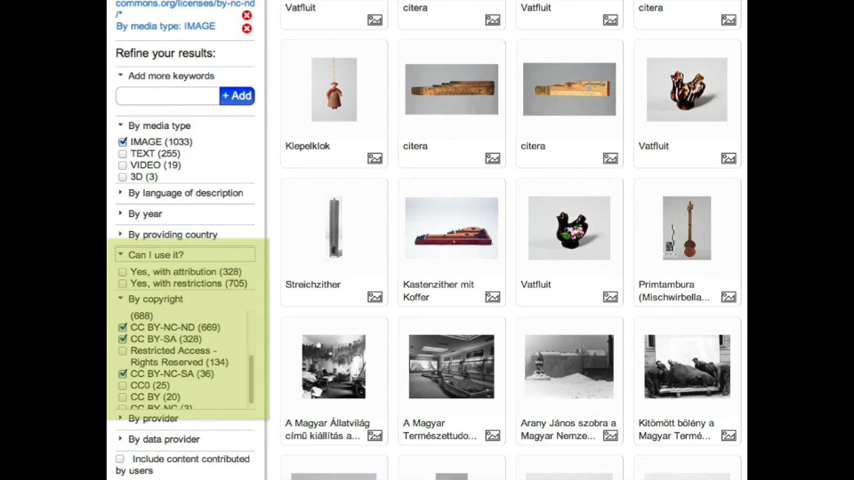 commons.org/licenses/by-nc-nd
/*
By media type: IMAGE
Refine your results:
Add more keywords
+ Add
By media type
IMAGE (1033)
TEXT (255)
VIDEO (19)
3D (3)
By language of description
By year
By providing country
Can I use it?
Yes, with attribution (328)
Yes, with restrictions (705)
By copyright
(688)
CC BY-NC-ND (669)
CC BY-SA (328)
Restricted Access -
Rights Reserved (134)
CC BY-NC-SA (36)
CC0 (25)
CC BY (20)
CC BY-NC (3)
By provider
By data provider
Include content contributed
by users
Vatfluit
citera
Vatfluit
citera
Klepelklok
citera
citera
Vatfluit
Streichzither
Kastenzither mit
Koffer
Vatfluit
Primtambura
(Mischwirbella...
A Magyar Állatvilág
című kiállítás a...
A Magyar
Természettudo...
Arany János szobra a
Magyar Nemze...
Kitömött bölény a
Magyar Termé...